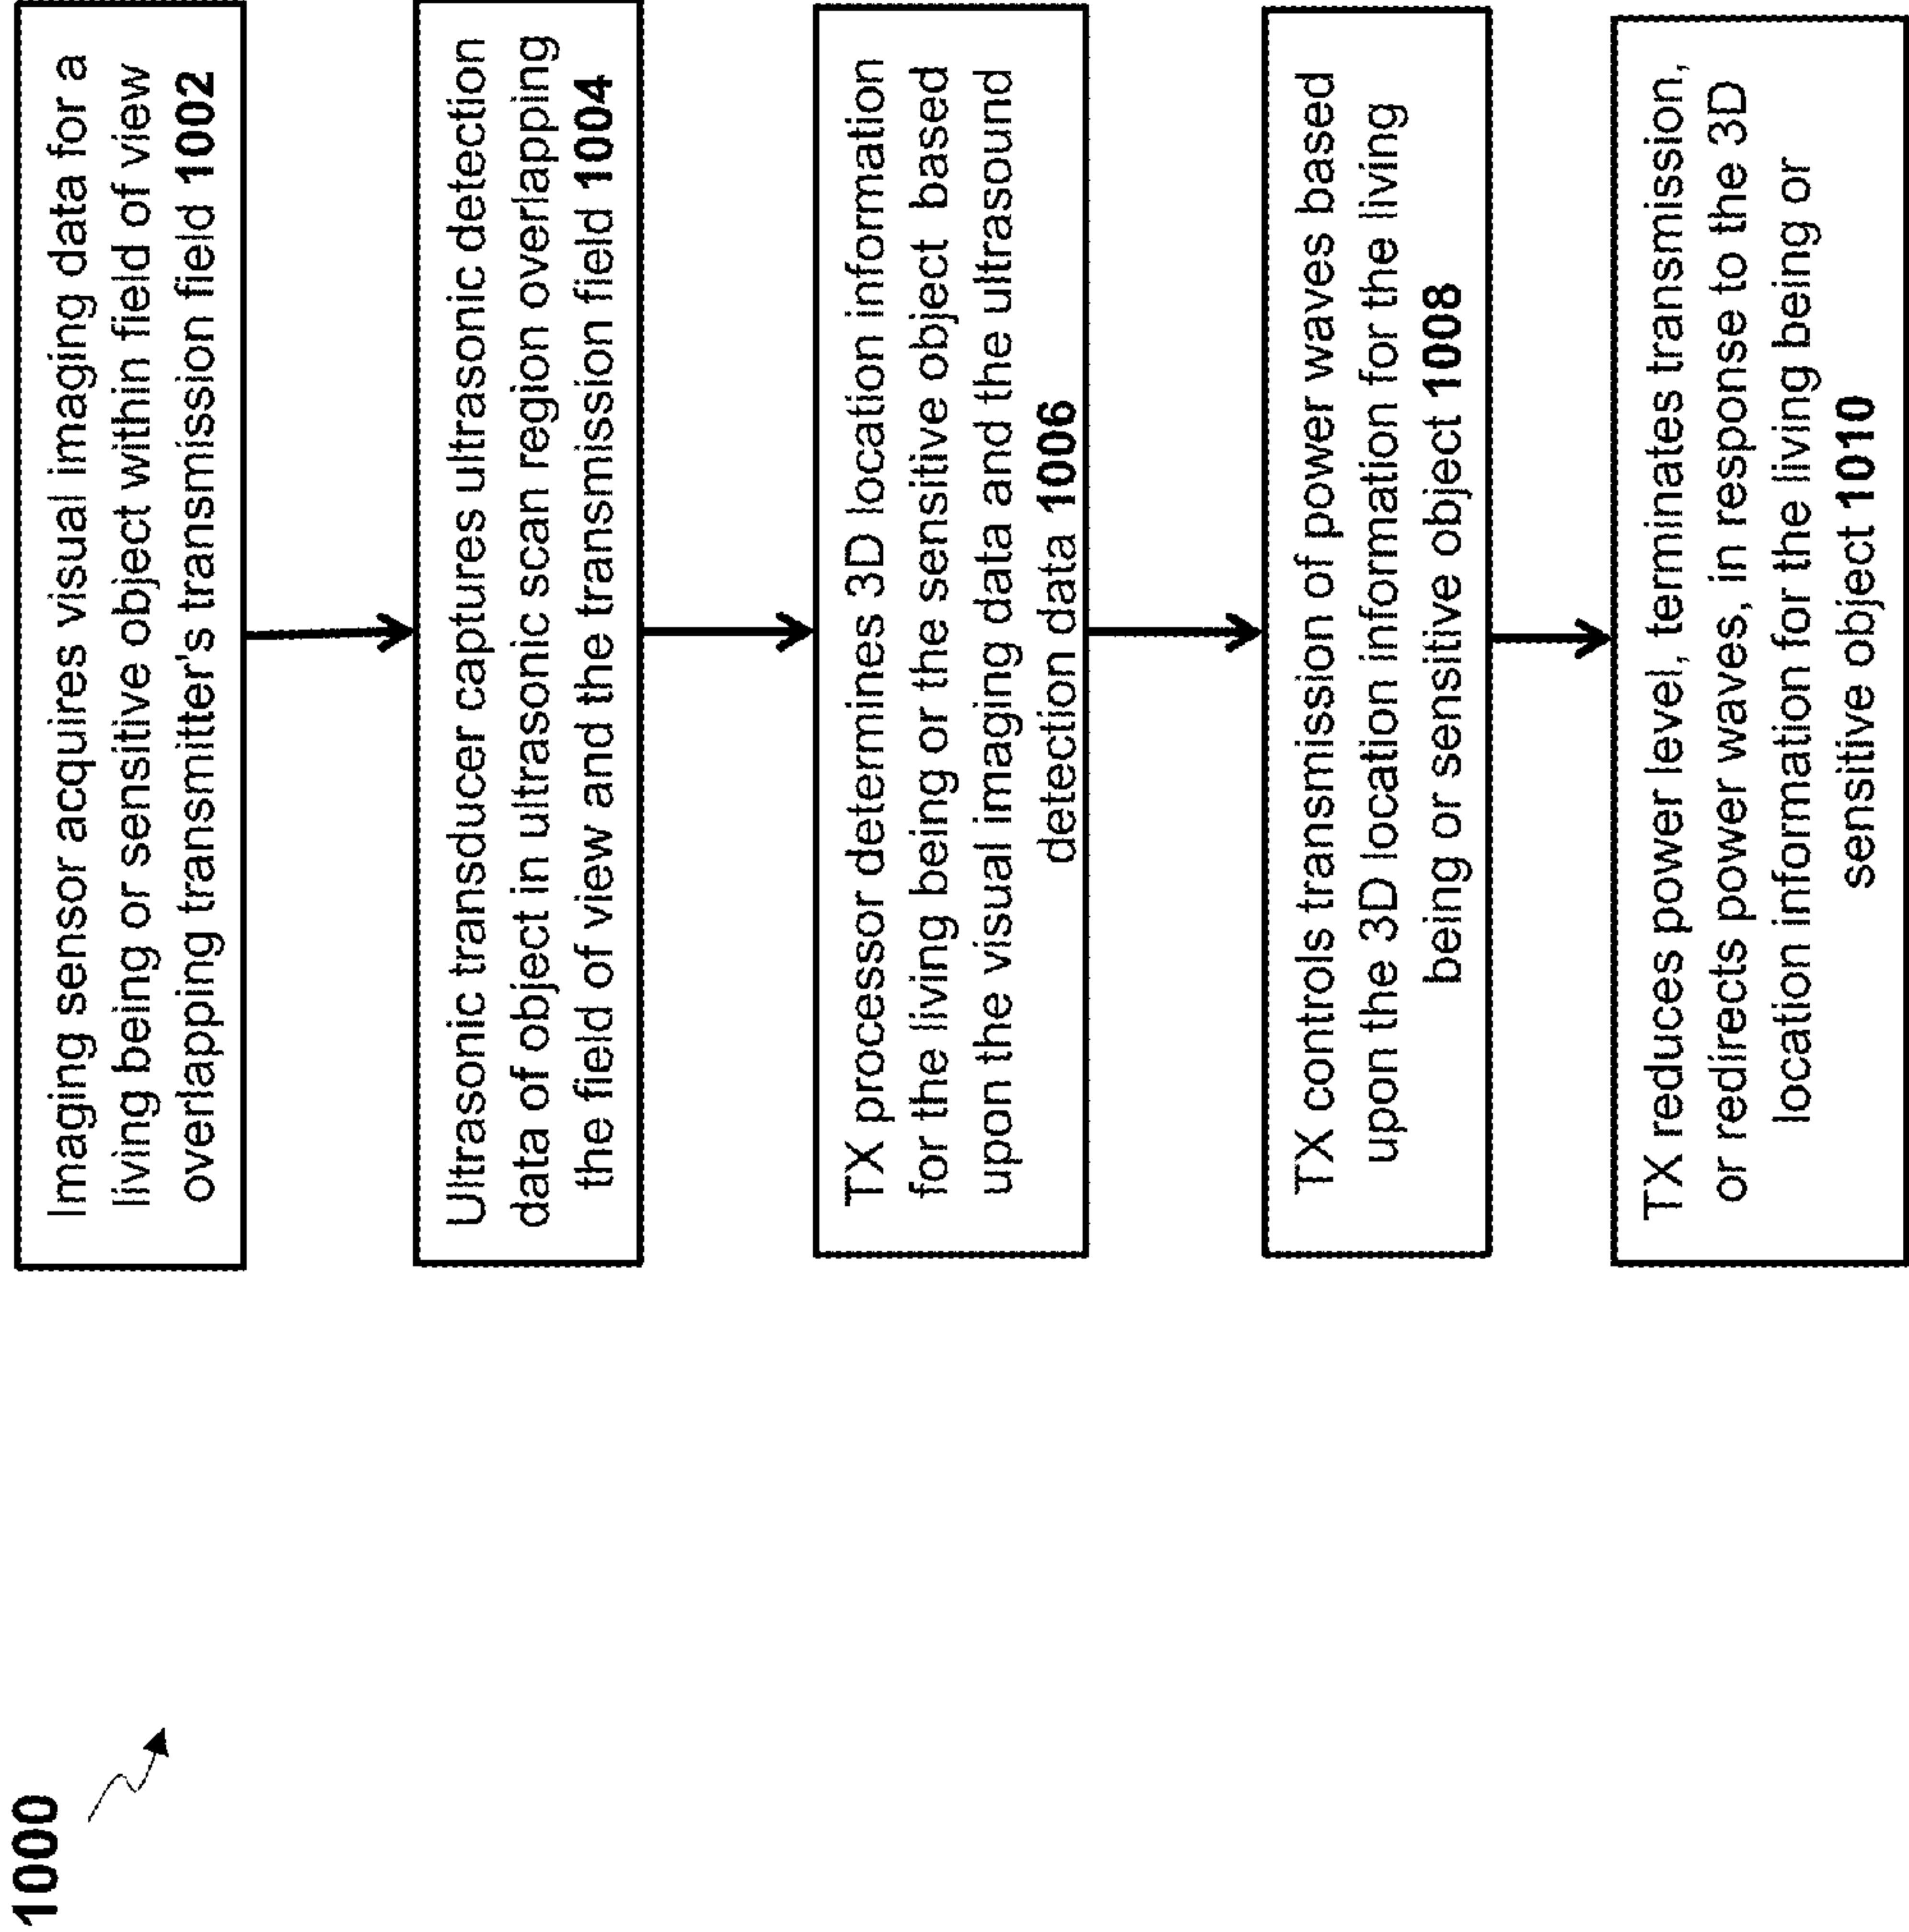 1000
Imaging sensor acquires visual imaging data for a
living being or sensitive object within field of view
overlapping transmitter's transmission field 1002
Ultrasonic transducer captures ultrasonic detection
data of object in ultrasonic scan region overlapping
the field of view and the transmission field 1004
TX processor determines 3D location information
for the living being or the sensitive object based
upon the visual imaging data and the ultrasound
detection data 1006
TX controls transmission of power waves based
upon the 3D location information for the living
being or sensitive object 1008
TX reduces power level, terminates transmission,
or redirects power waves, in response to the 3D
location information for the living being or
sensitive object 1010